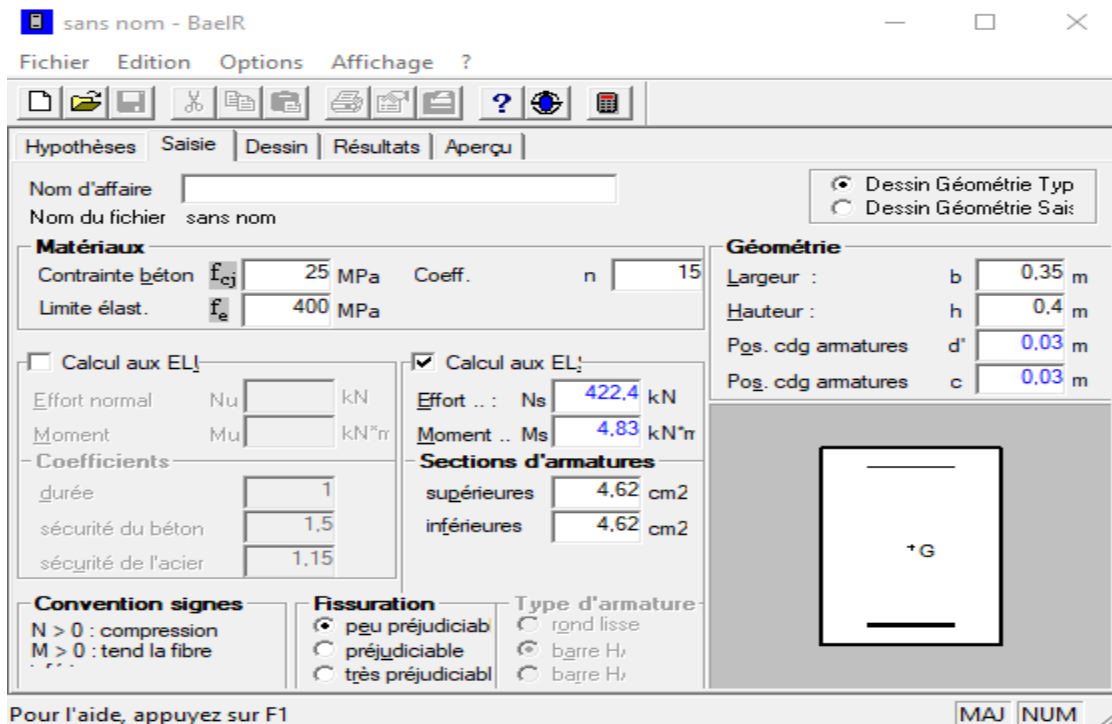 sans nom - BaelR
Fichier Edition Options Affichage ?
Hypothèses Saisie Dessin Résultats Aperçu
Nom d'affaire
Nom du fichier sans nom
Dessin Géométrie Typ
Dessin Géométrie Sais
Matériaux
Contrainte béton fcj 25 MPa Coeff. n 15
Limite élast. fe 400 MPa
Géométrie
Largeur : b 0,35 m
Hauteur : h 0,4 m
Pos. cdg armatures d' 0,03 m
Pos. cdg armatures c 0,03 m
Calcul aux ELU
Effort normal Nu kN
Moment Mu kN*m
Coefficients
durée 1
sécurité du béton 1,5
sécurité de l'acier 1,15
Calcul aux ELS
Effort .. : Ns 422,4 kN
Moment .. Ms 4,83 kN*m
Sections d'armatures
supérieures 4,62 cm2
inférieures 4,62 cm2
+G
Convention signes
N > 0 : compression
M > 0 : tend la fibre
Fissuration
peu préjudiciabl
préjudiciable
très préjudiciabl
Type d'armature
rond lisse
barre HA
barre HA
Pour l'aide, appuyez sur F1
MAJ NUM